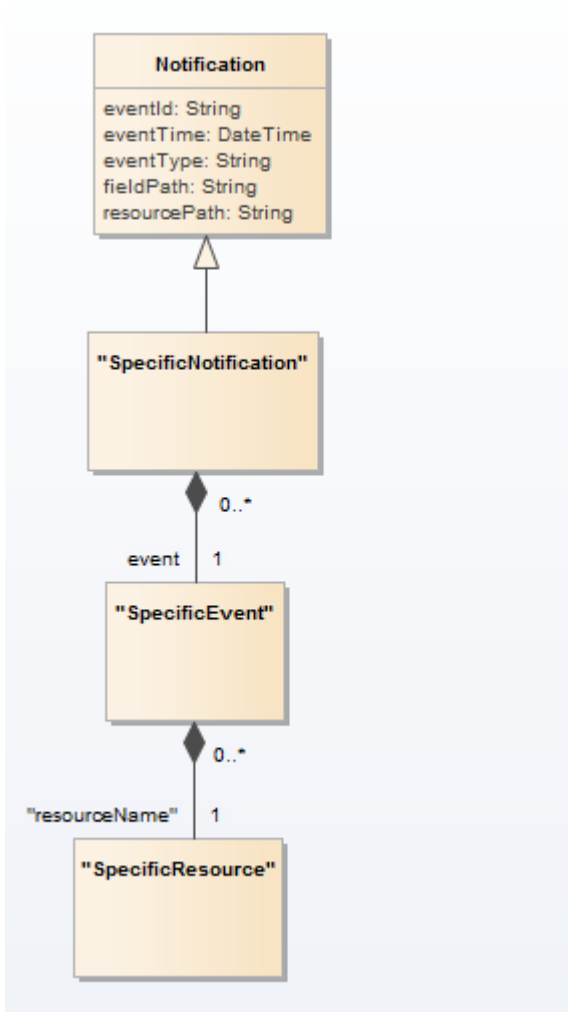 Notification
eventId: String
eventTime: DateTime
eventType: String
fieldPath: String
resourcePath: String
"SpecificNotification"
0..*
event 1
"SpecificEvent"
0..*
"resourceName" 1
"SpecificResource"